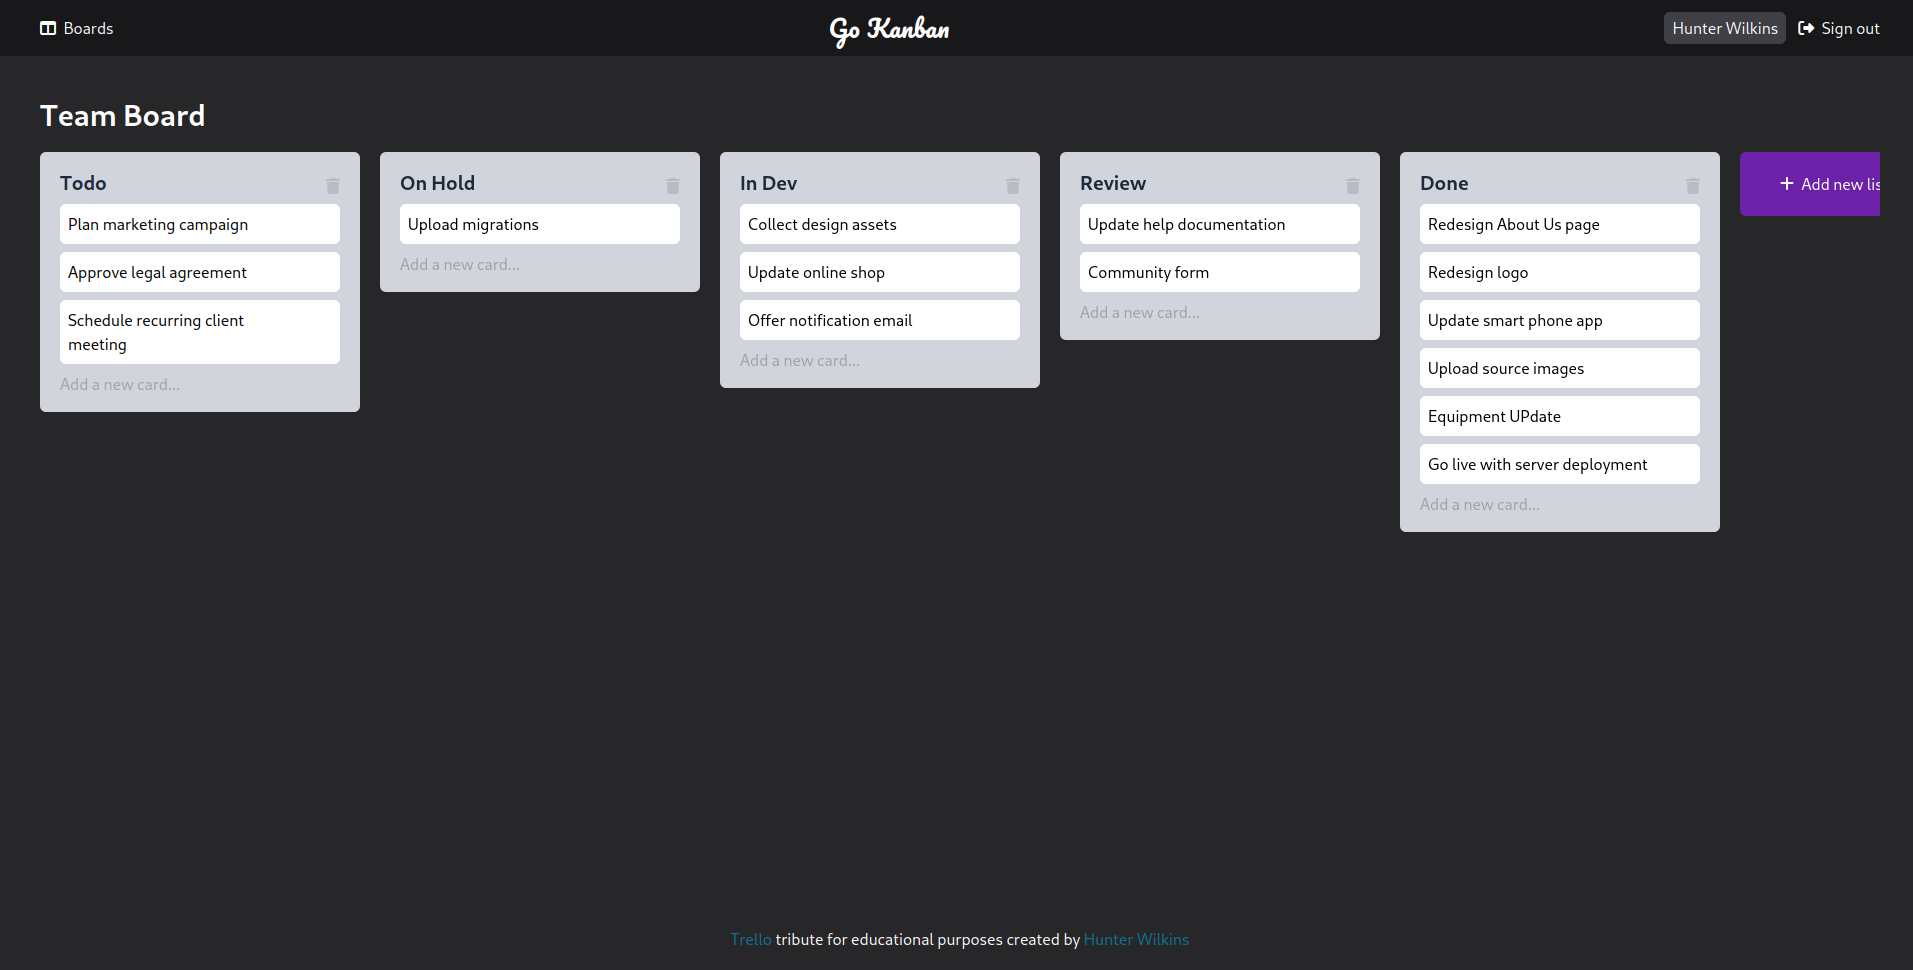 Boards
Go Kanban
Hunter Wilkins
Sign out
Team Board
Todo
Plan marketing campaign
Approve legal agreement
Schedule recurring client
meeting
Add a new card...
On Hold
Upload migrations
Add a new card...
In Dev
Collect design assets
Update online shop
Offer notification email
Add a new card...
Review
Update help documentation
Community form
Add a new card...
Done
Redesign About Us page
Redesign logo
Update smart phone app
Upload source images
Equipment UPdate
Go live with server deployment
Add a new card...
+ Add new lis
Trello tribute for educational purposes created by Hunter Wilkins